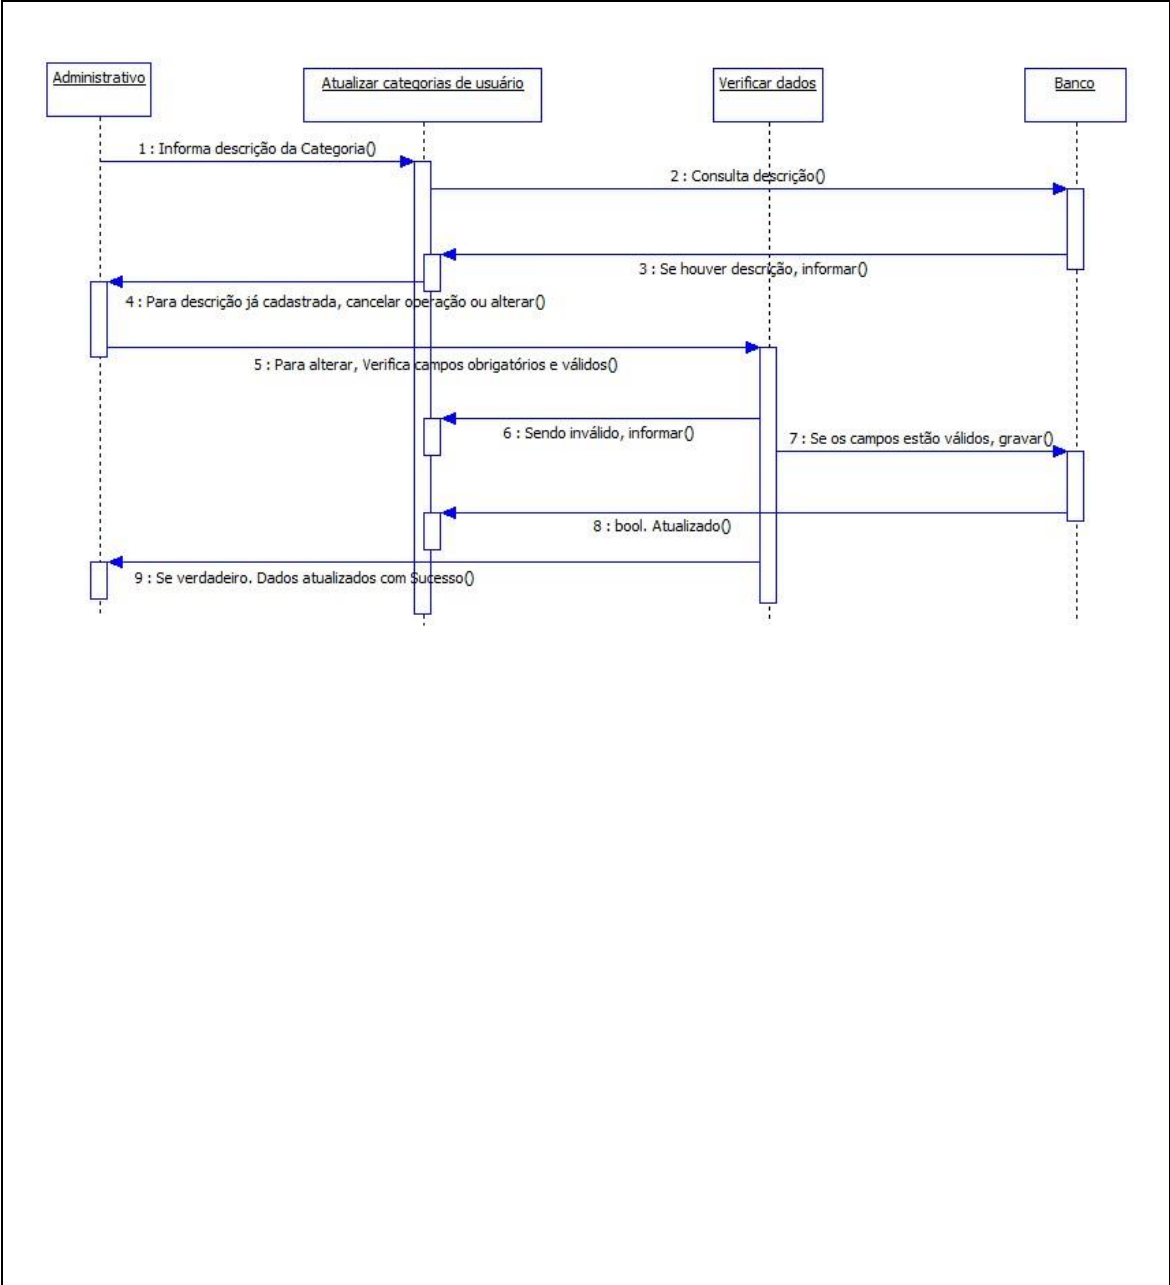 Administrativo
Atualizar categorias de usuário
Verificar dados
Banco
1 : Informa descrição da Categoria()
2 : Consulta descrição()
3 : Se houver descrição, informar()
4 : Para descrição já cadastrada, cancelar operação ou alterar()
5 : Para alterar, Verifica campos obrigatórios e válidos()
6 : Sendo inválido, informar()
7 : Se os campos estão válidos, gravar()
8 : bool. Atualizado()
9 : Se verdadeiro. Dados atualizados com Sucesso()